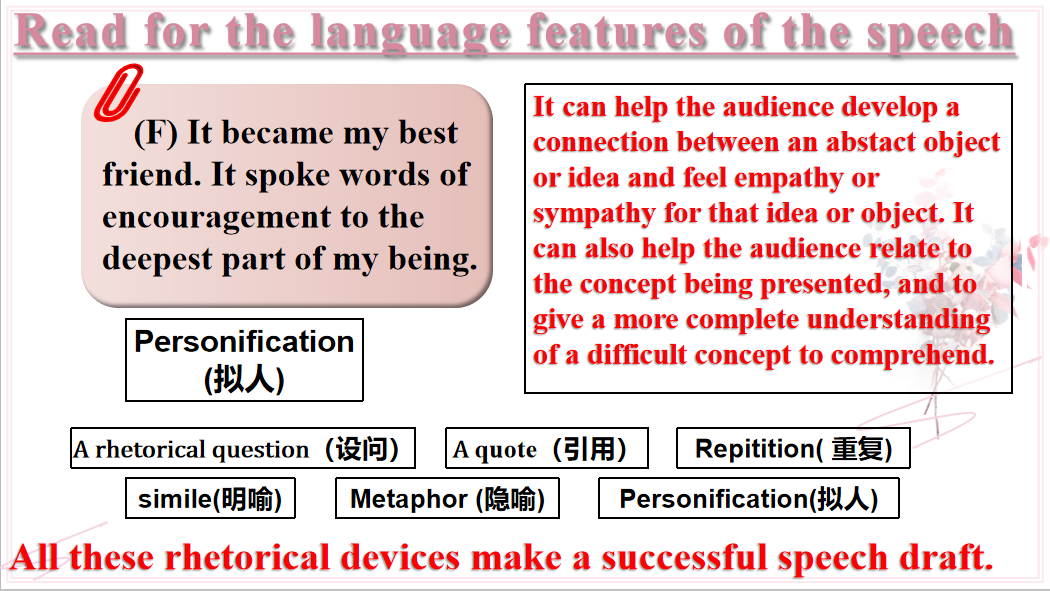 Read for the language features of the speech
(F) It became my best
friend. It spoke words of
encouragement to the
deepest part of my being.
It can help the audience develop a
connection between an abstact object
or idea and feel empathy or
sympathy for that idea or object. It
can also help the audience relate to
the concept being presented, and to
give a more complete understanding
of a difficult concept to comprehend.
Personification
(拟人)
A rhetorical question（设问）
A quote（引用）
Repitition( 重复)
simile(明喻)
Metaphor (隐喻)
Personification(拟人)
All these rhetorical devices make a successful speech draft.